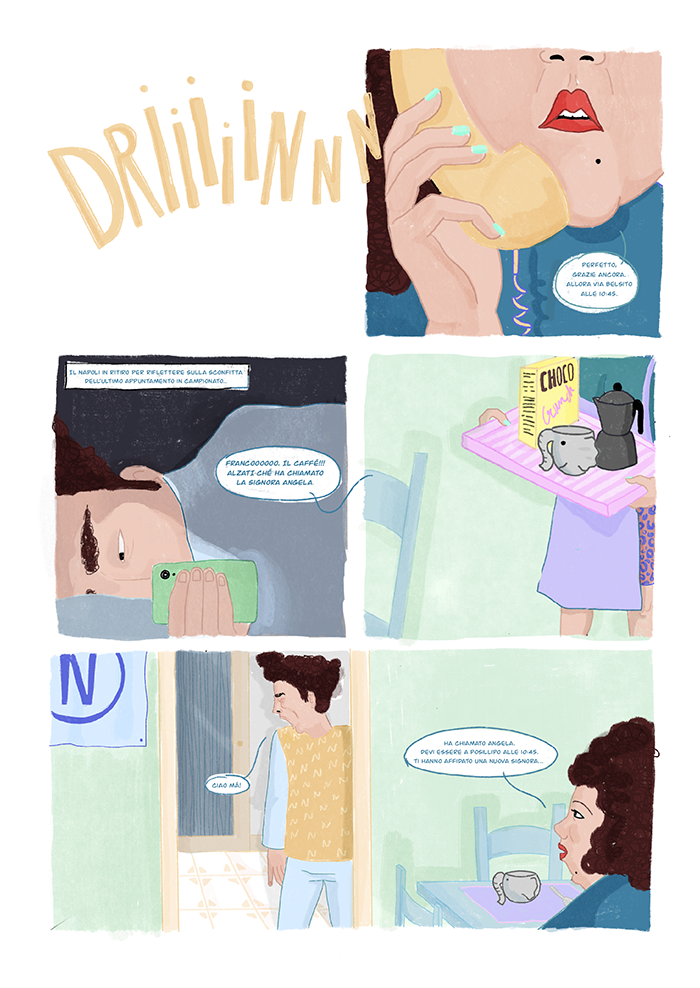 DRIIIIINNN
PERFETTO,
GRAZIE ANCORA.
ALLORA VIA BELSITO
ALLE 10:45.
IL NAPOLI IN RITIRO PER RIFLETTERE SULLA SCONFITTA
DELL'ULTIMO APPUNTAMENTO IN CAMPIONATO...
FRANCOOOOOO. IL CAFFÉ!!!
ALZATI-CHÉ HA CHIAMATO
LA SIGNORA ANGELA.
CHOCO
Crunch
N
CIAO MÀ!
HA CHIAMATO ANGELA.
DEVI ESSERE A POSILLIPO ALLE 10:45.
TI HANNO AFFIDATO UNA NUOVA SIGNORA...